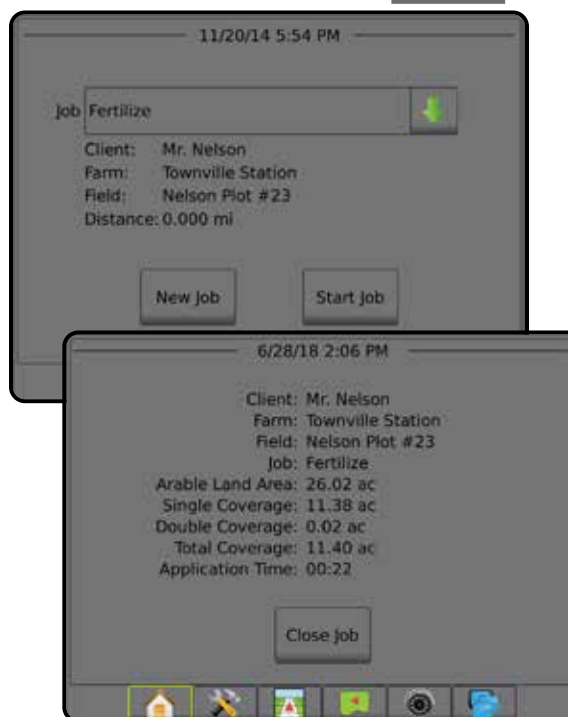 11/20/14 5:54 PM
Job Fertilize
Client: Mr. Nelson
Farm: Townville Station
Field: Nelson Plot #23
Distance: 0.000 mi
New Job Start Job
6/28/18 2:06 PM
Client: Mr. Nelson
Farm: Townville Station
Field: Nelson Plot #23
Job: Fertilize
Arable Land Area: 26.02 ac
Single Coverage: 11.38 ac
Double Coverage: 0.02 ac
Total Coverage: 11.40 ac
Application Time: 00:22
Close Job